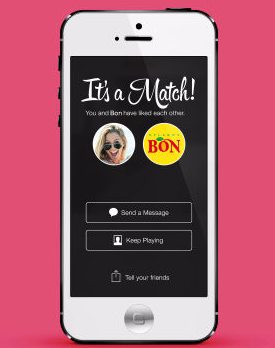 It's a Match!
You and Bon have liked each other.
BON
Send a Message
Keep Playing
Tell your friends